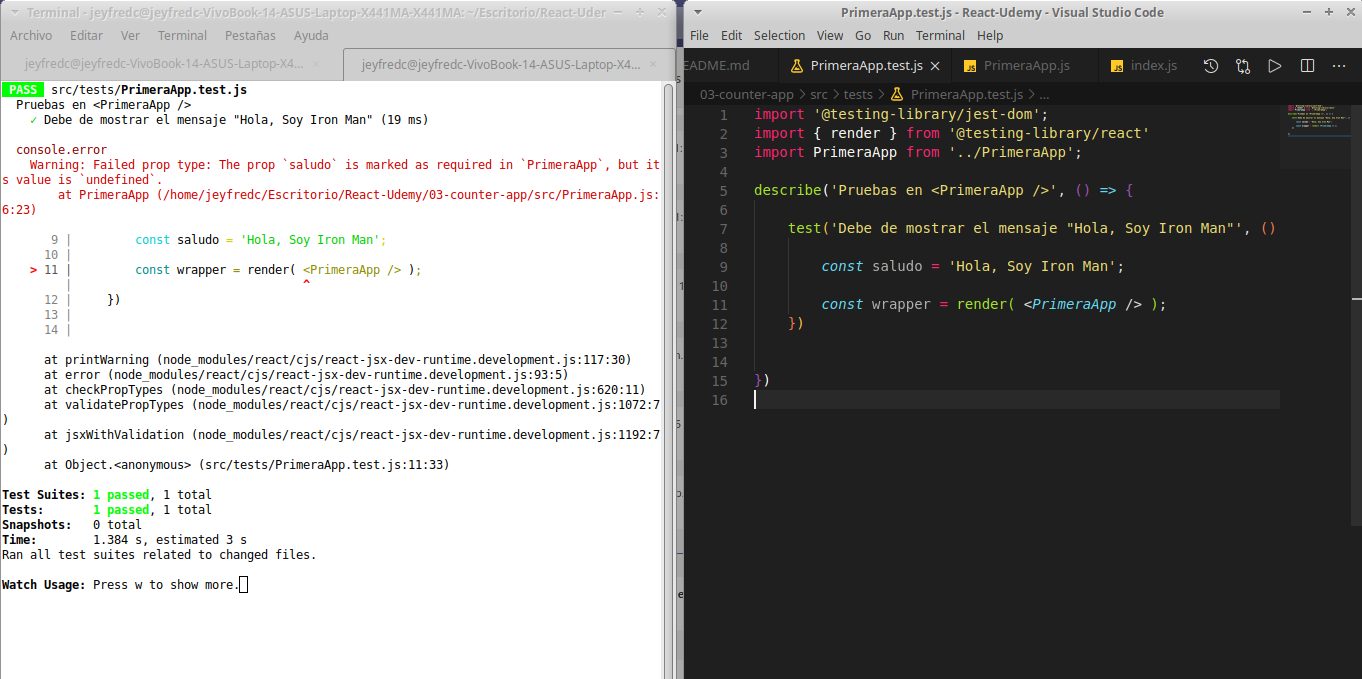 Terminal - jeyfredc@jeyfredc-VivoBook-14-ASUS-Laptop-X441MA-X441MA: ~/Escritorio/React-Uder
Archivo Editar Ver Terminal Pestañas Ayuda
jeyfredc@jeyfredc-VivoBook-14-ASUS-Laptop-X4... × jeyfredc@jeyfredc-VivoBook-14-ASUS-Laptop-X4... ×
PASS src/tests/PrimeraApp.test.js
Pruebas en <PrimeraApp />
✓ Debe de mostrar el mensaje "Hola, Soy Iron Man" (19 ms)
console.error
Warning: Failed prop type: The prop `saludo` is marked as required in `PrimeraApp`, but it
s value is `undefined`.
at PrimeraApp (/home/jeyfredc/Escritorio/React-Udemy/03-counter-app/src/PrimeraApp.js:
6:23)
9 | const saludo = 'Hola, Soy Iron Man';
10 |
> 11 | const wrapper = render( <PrimeraApp /> );
| ^
12 | })
13 |
14 |
at printWarning (node_modules/react/cjs/react-jsx-dev-runtime.development.js:117:30)
at error (node_modules/react/cjs/react-jsx-dev-runtime.development.js:93:5)
at checkPropTypes (node_modules/react/cjs/react-jsx-dev-runtime.development.js:620:11)
at validatePropTypes (node_modules/react/cjs/react-jsx-dev-runtime.development.js:1072:7
)
at jsxWithValidation (node_modules/react/cjs/react-jsx-dev-runtime.development.js:1192:7
)
at Object.<anonymous> (src/tests/PrimeraApp.test.js:11:33)
Test Suites: 1 passed, 1 total
Tests: 1 passed, 1 total
Snapshots: 0 total
Time: 1.384 s, estimated 3 s
Ran all test suites related to changed files.
Watch Usage: Press w to show more.
PrimeraApp.test.js - React-Udemy - Visual Studio Code
File Edit Selection View Go Run Terminal Help
EADME.md PrimeraApp.test.js × JS PrimeraApp.js JS index.js ...
03-counter-app > src > tests > PrimeraApp.test.js > ...
1 import '@testing-library/jest-dom';
2 import { render } from '@testing-library/react'
3 import PrimeraApp from '../PrimeraApp';
4
5 describe('Pruebas en <PrimeraApp />', () => {
6
7 test('Debe de mostrar el mensaje "Hola, Soy Iron Man"', ()
8
9 const saludo = 'Hola, Soy Iron Man';
10
11 const wrapper = render( <PrimeraApp /> );
12 })
13
14
15 })
16